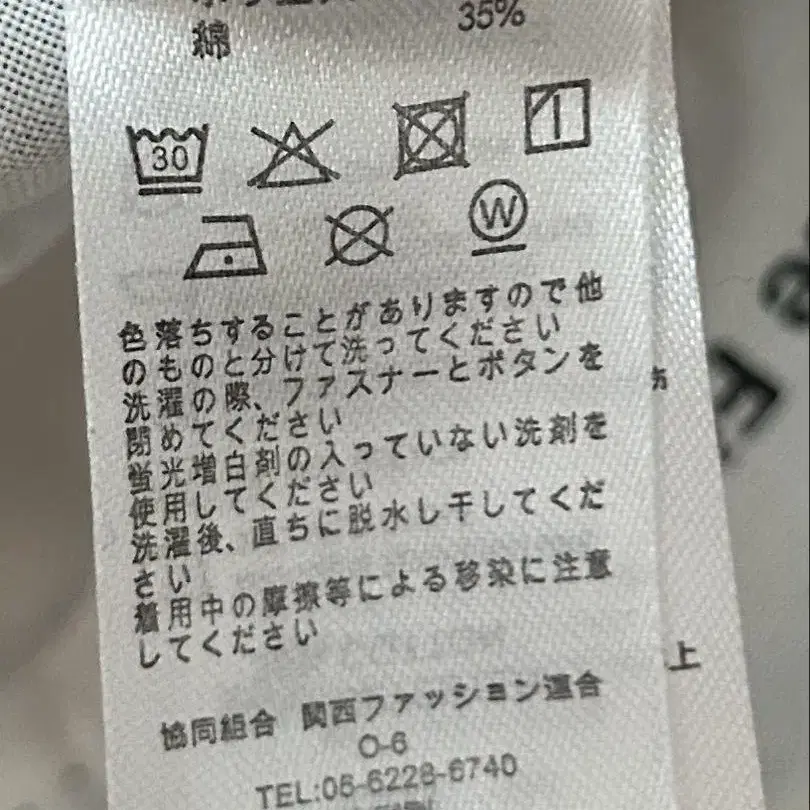 35%
綿
30
W
色落ちすることがありますので他
のものと分けて洗ってください
洗濯の際、ファスナーとボタンを
閉めてください
蛍光増白剤の入っていない洗剤を
使用してください
洗濯後、直ちに脱水し干してくだ
さい
着用中の摩擦等による移染に注意
してください
協同組合 関西ファッション連合
O-6
TEL:06-6228-6740
上